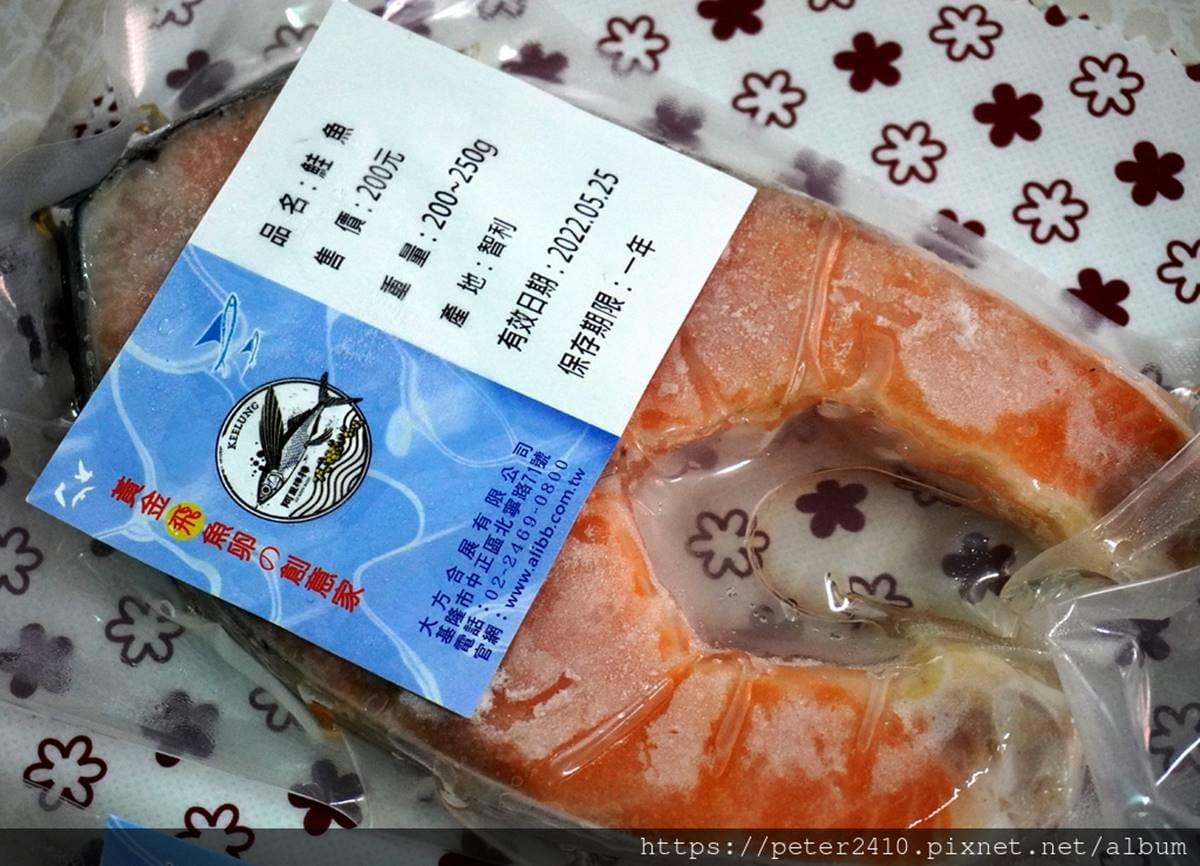 品名：鮭魚
售價：200元
重量：200~250g
產地：智利
有效日期：2022.05.25
保存期限：一年
KEELUNG
黃金飛魚卵の創意家
大方合展有限公司
基隆市中正區北寧路71號
電話：02-2469-0800
官網：www.alibb.com.tw
https://peter2410.pixnet.net/album